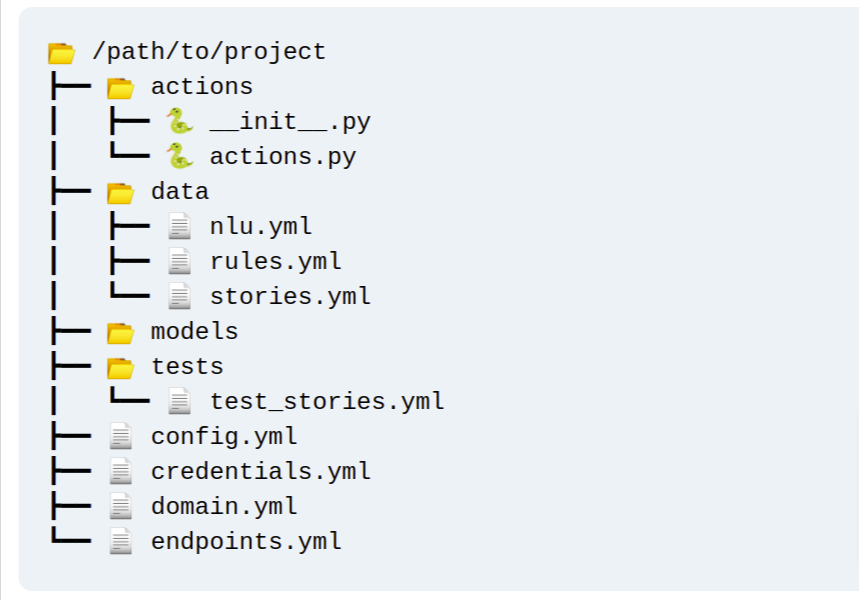 /path/to/project
actions
__init__.py
actions.py
data
nlu.yml
rules.yml
stories.yml
models
tests
test_stories.yml
config.yml
credentials.yml
domain.yml
endpoints.yml